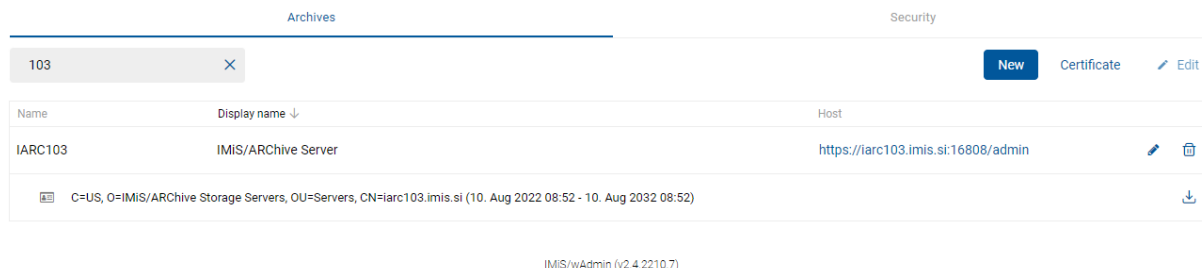 Archives Security
103 New Certificate Edit
Name Display name Host
IARC103 IMiS/ARChive Server https://iarc103.imis.si:16808/admin
C=US, O=IMiS/ARChive Storage Servers, OU=Servers, CN=iarc103.imis.si (10. Aug 2022 08:52 - 10. Aug 2032 08:52)
IMiS/wAdmin (v2.4.2210.7)